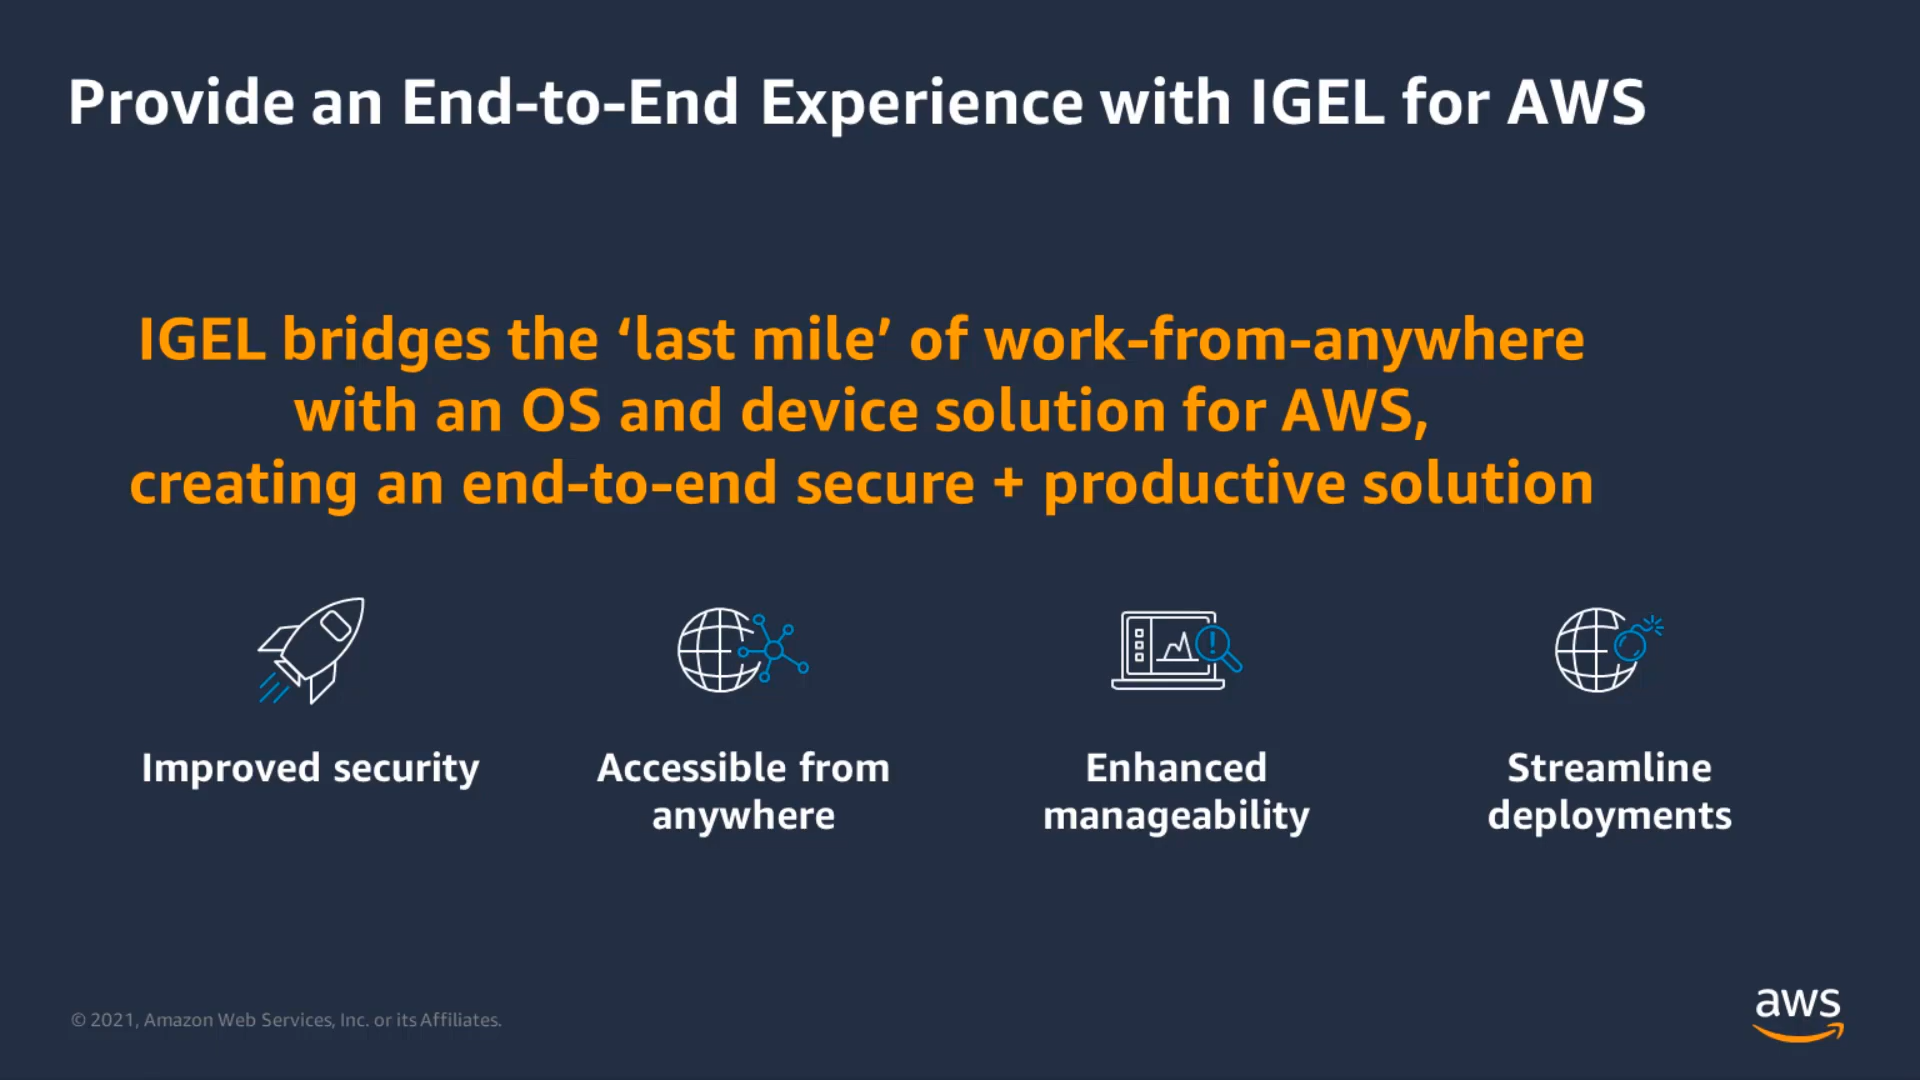 Provide an End-to-End Experience with IGEL for AWS
IGEL bridges the ‘last mile’ of work-from-anywhere
with an OS and device solution for AWS,
creating an end-to-end secure + productive solution
Improved security
Accessible from
anywhere
Enhanced
manageability
Streamline
deployments
© 2021, Amazon Web Services, Inc. or its Affiliates.
aws